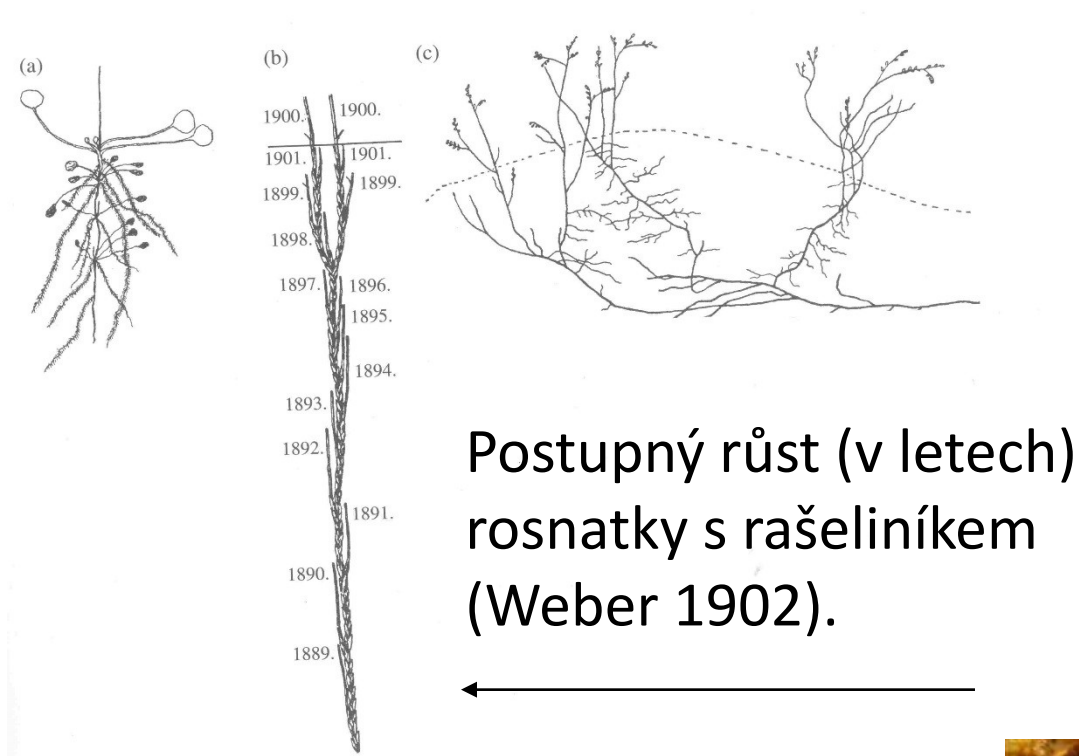 (a)
(b)
(c)
1900. 1900.
1901. 1901.
1899. 1899.
1898.
1897. 1896.
1895.
1894.
1893.
1892.
1891.
1890.
1889.
Postupný růst (v letech)
rosnatky s rašeliníkem
(Weber 1902).